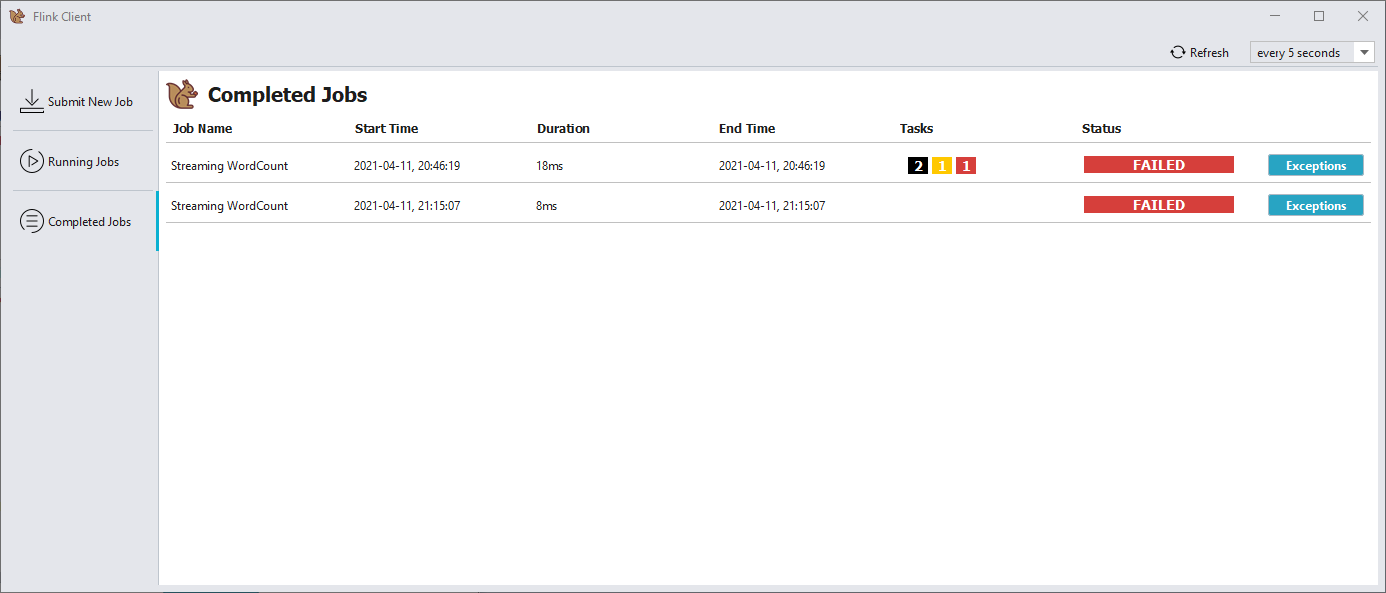 Flink Client
Refresh every 5 seconds
Submit New Job
Running Jobs
Completed Jobs
Completed Jobs
Job Name Start Time Duration End Time Tasks Status
Streaming WordCount 2021-04-11, 20:46:19 18ms 2021-04-11, 20:46:19 2 1 1 FAILED Exceptions
Streaming WordCount 2021-04-11, 21:15:07 8ms 2021-04-11, 21:15:07 FAILED Exceptions